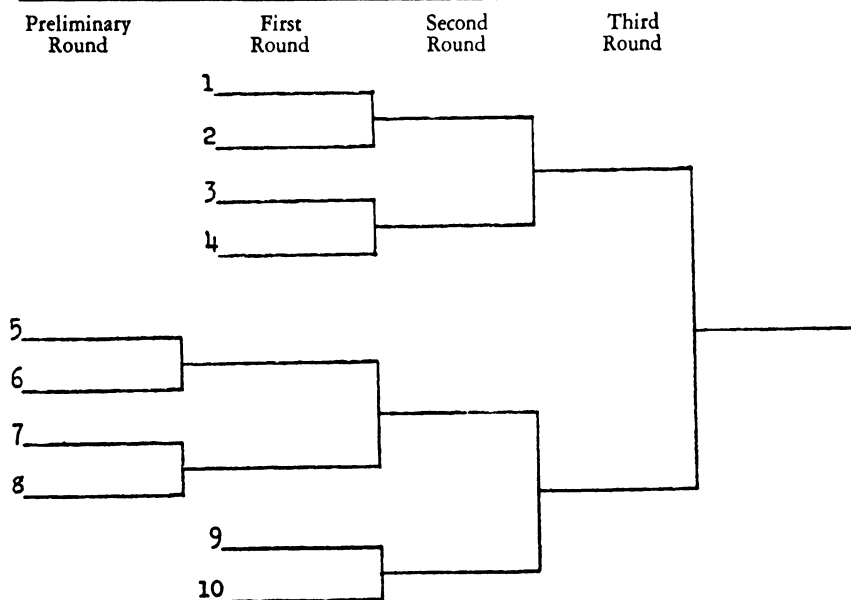 Preliminary
Round
First
Round
Second
Round
Third
Round
1
2
3
4
5
6
7
8
9
10